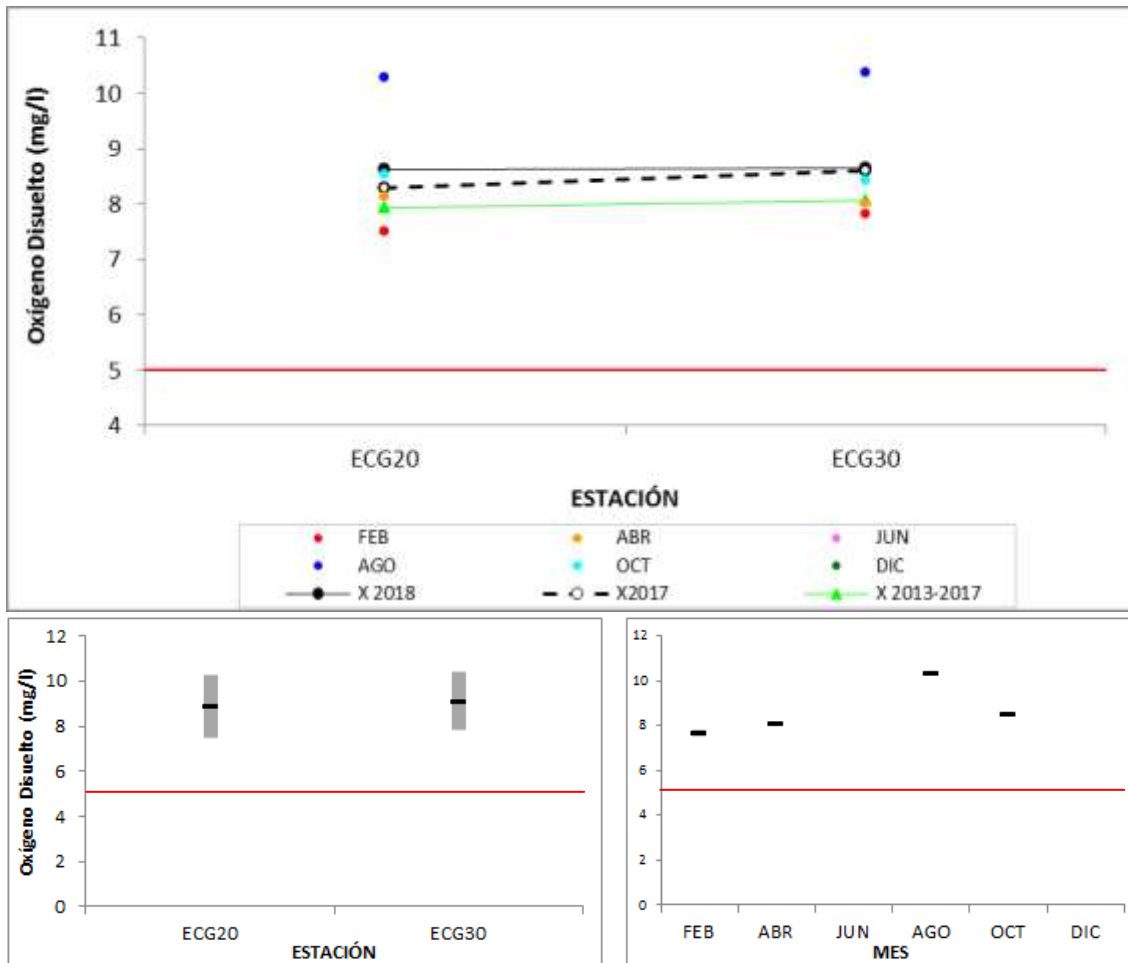 Oxígeno Disuelto (mg/l)
11
10
9
8
7
6
5
4
ECG20 ECG30
ESTACIÓN
FEB ABR JUN
AGO OCT DIC
X 2018 X2017 X 2013-2017
Oxígeno Disuelto (mg/l)
12
10
8
6
4
2
0
ECG20 ECG30
ESTACIÓN
12
10
8
6
4
2
0
FEB ABR JUN AGO OCT DIC
MES